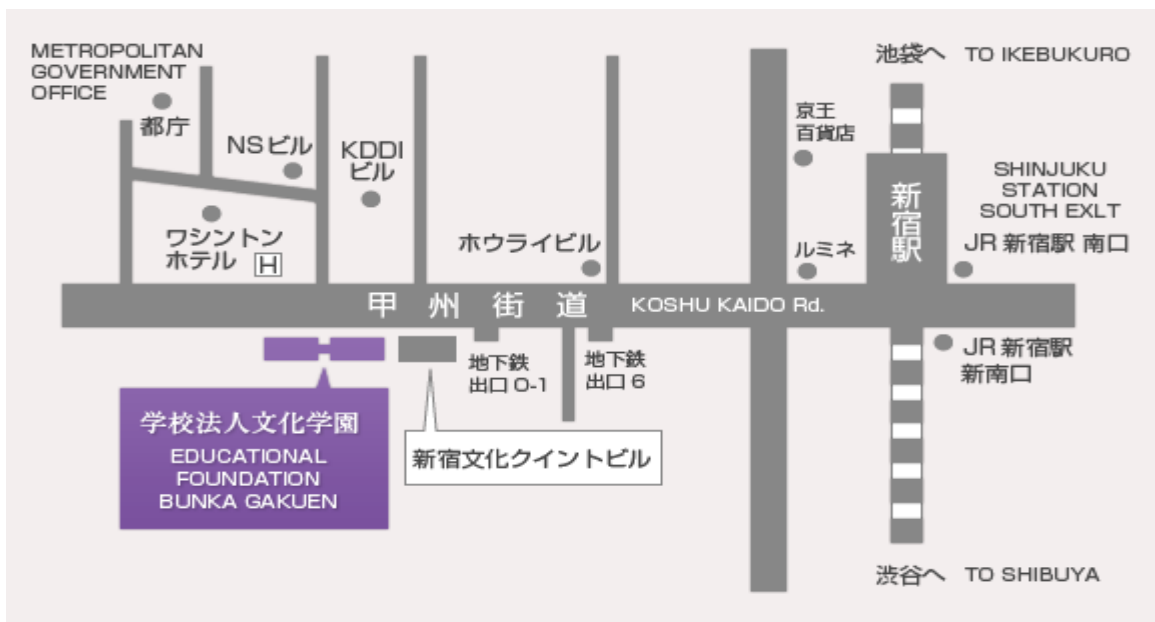 METROPOLITAN
GOVERNMENT
OFFICE
都庁
NSビル
KDDI
ビル
ワシントン
ホテル H
ホウライビル
京王
百貨店
ルミネ
池袋へ TO IKEBUKURO
新宿駅
SHINJUKU
STATION
SOUTH EXLT
JR 新宿駅 南口
甲州街道 KOSHU KAIDO Rd.
地下鉄
出口 0-1
地下鉄
出口 6
JR 新宿駅
新南口
学校法人文化学園
EDUCATIONAL
FOUNDATION
BUNKA GAKUEN
新宿文化クイントビル
渋谷へ TO SHIBUYA